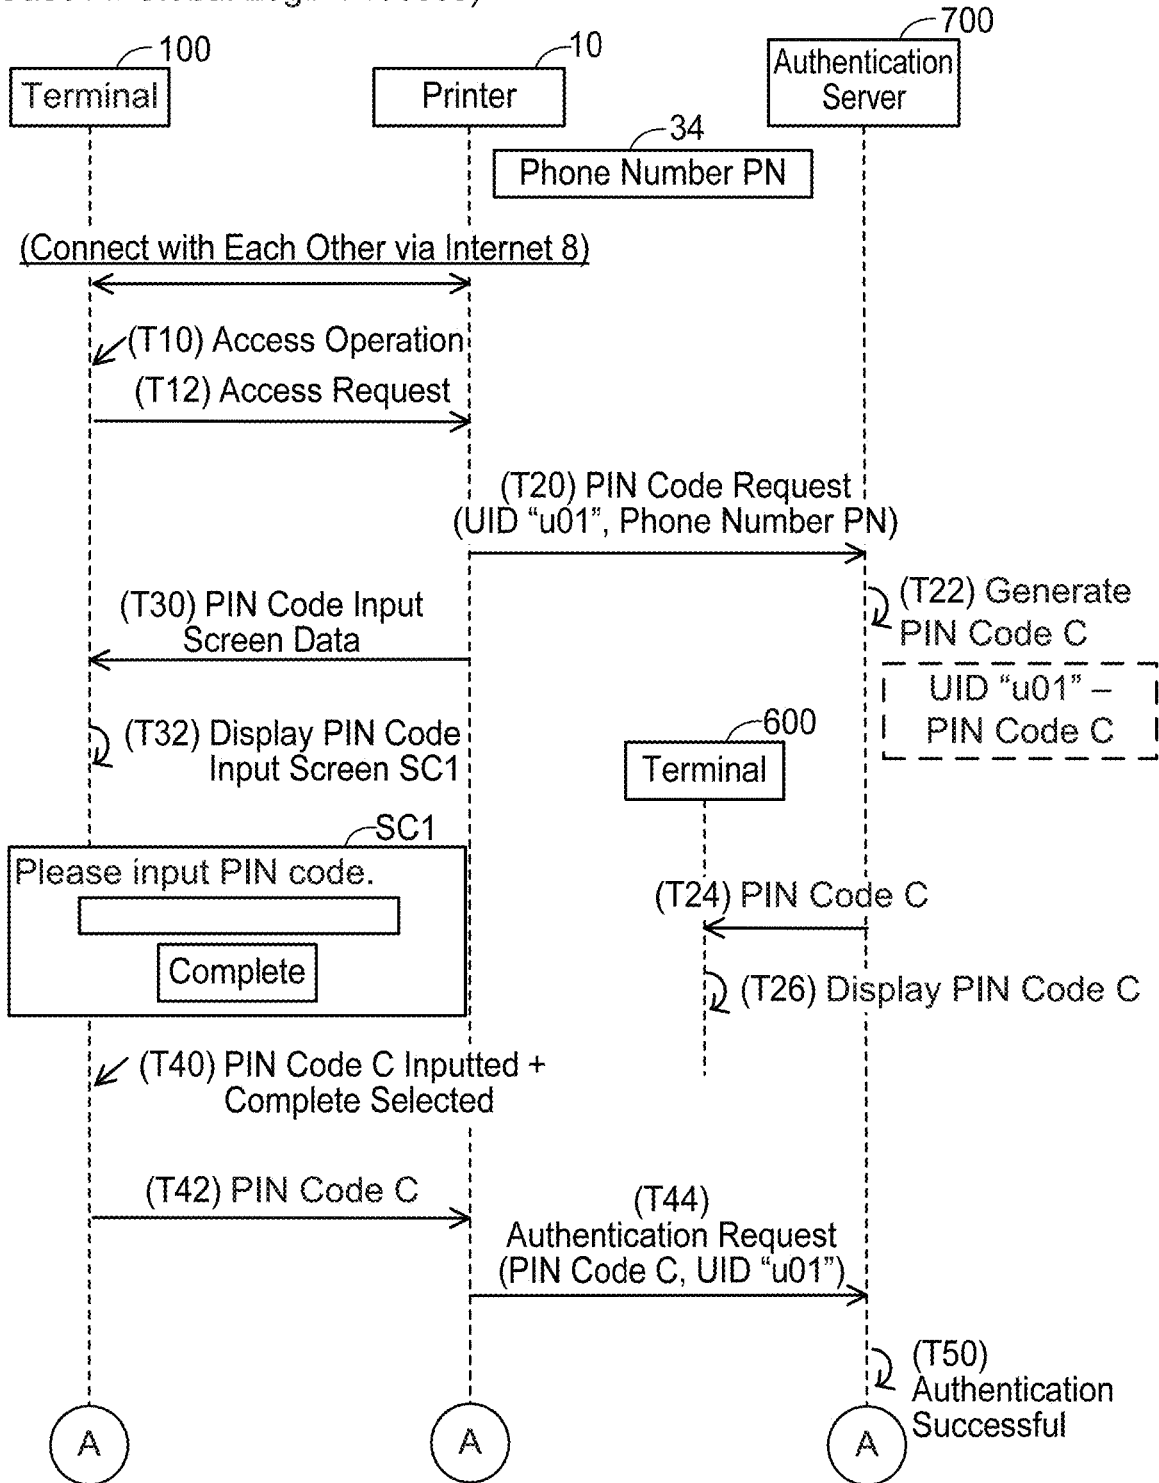 100
10
700
Terminal
Printer
Authentication
Server
34
Phone Number PN
(Connect with Each Other via Internet 8)
(T10) Access Operation
(T12) Access Request
(T20) PIN Code Request
(UID “u01”, Phone Number PN)
(T30) PIN Code Input
Screen Data
(T22) Generate
PIN Code C
UID “u01” –
PIN Code C
(T32) Display PIN Code
Input Screen SC1
600
Terminal
SC1
Please input PIN code.
Complete
(T24) PIN Code C
(T26) Display PIN Code C
(T40) PIN Code C Inputted +
Complete Selected
(T42) PIN Code C
(T44)
Authentication Request
(PIN Code C, UID “u01”)
(T50)
Authentication
Successful
A
A
A